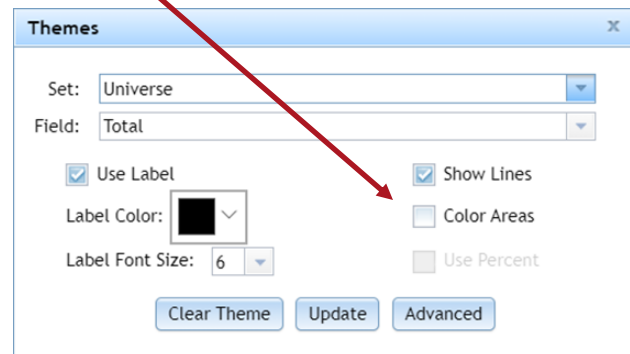 Themes x
Set: Universe
Field: Total
Use Label Show Lines
Label Color: Color Areas
Label Font Size: 6 Use Percent
Clear Theme Update Advanced